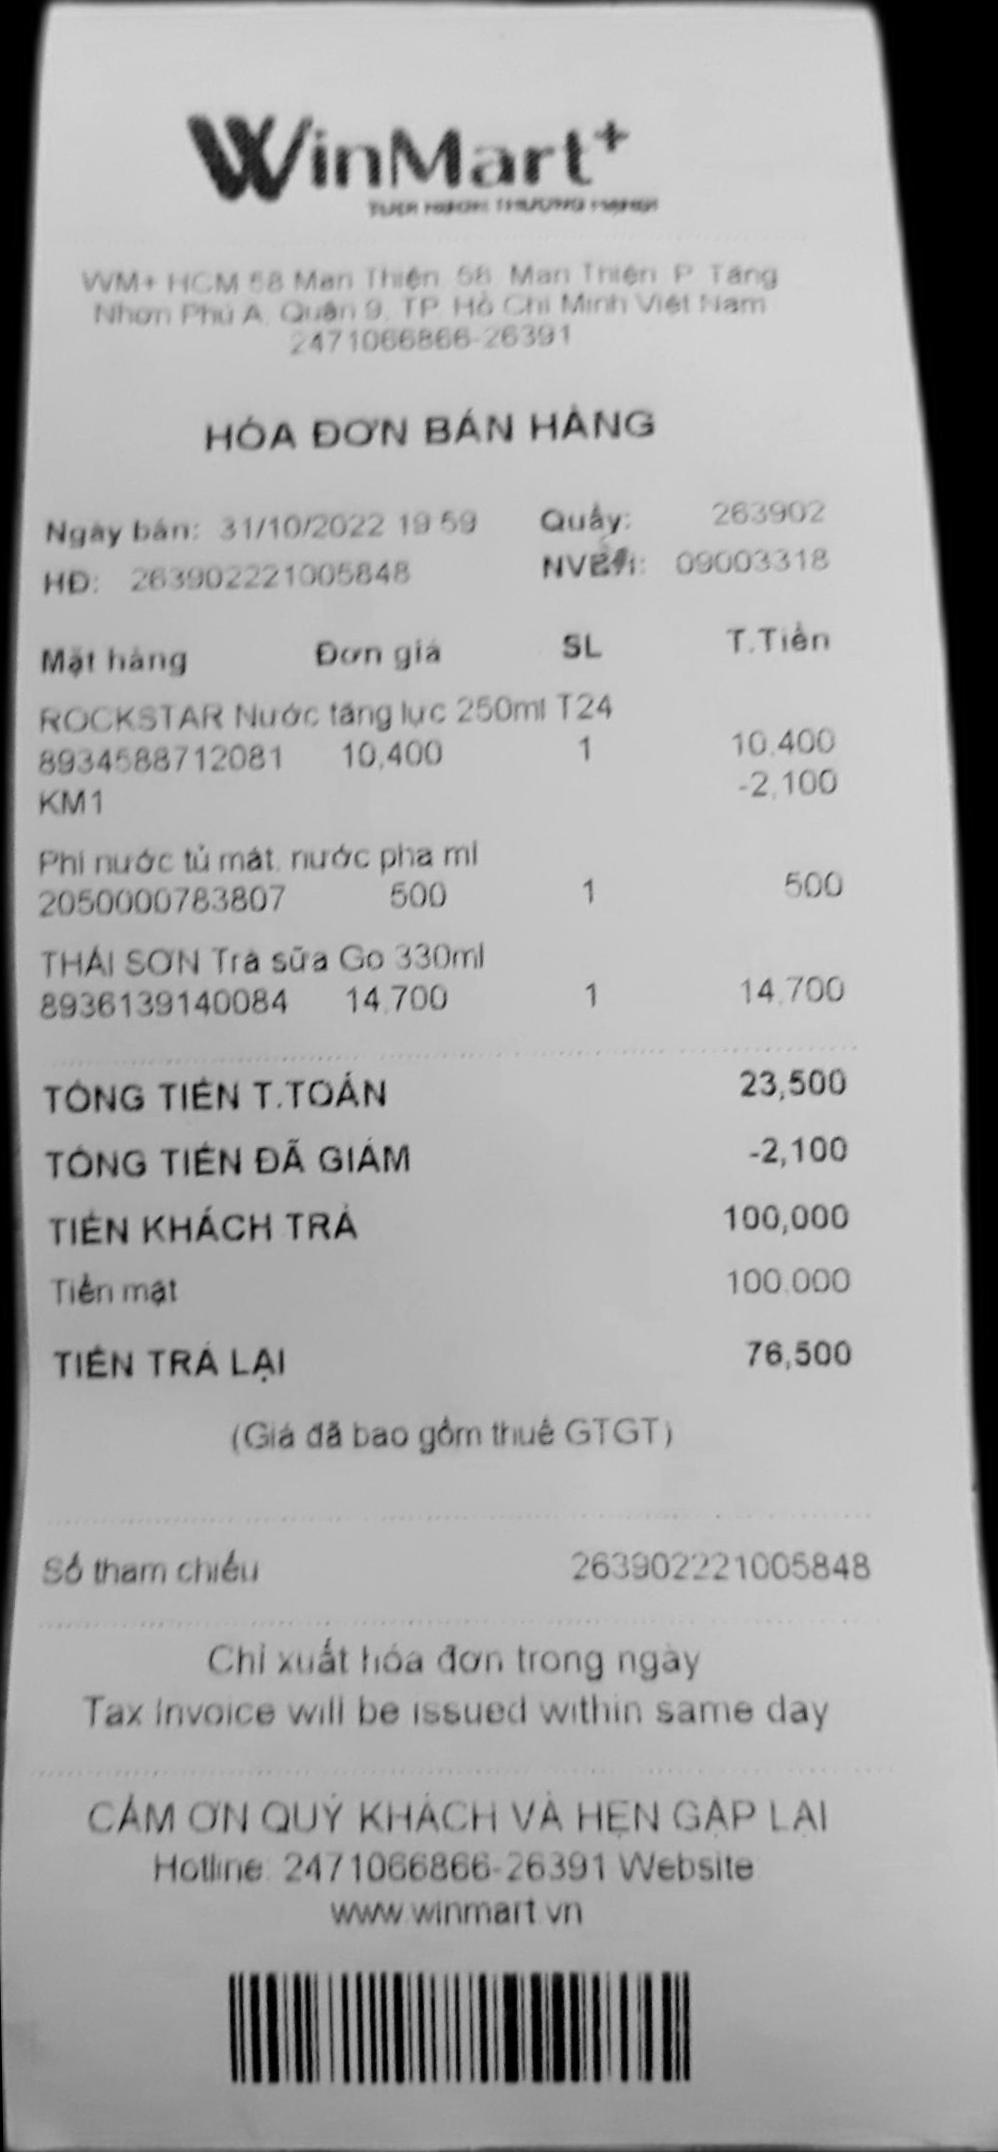 WinMart+
WM+ HCM 58 Man Thiện 58 Man Thiện P. Tăng
Nhơn Phú A, Quận 9, TP. Hồ Chí Minh Việt Nam
2471066866-26391
HÓA ĐƠN BÁN HÀNG
Ngày bán: 31/10/2022 19:59 Quầy: 263902
HĐ: 263902221005848 09003318
Mặt hàng Đơn giá SL T.Tiền
ROCKSTAR Nước tăng lực 250ml T24
8934588712081 10,400 1 10,400
KM1 -2,100
Phí nước tủ mát, nước pha mì
2050000783807 500 1 500
THÁI SƠN Trà sữa Go 330ml
8936139140084 14,700 1 14,700
TỔNG TIỀN T.TOÁN 23,500
TỔNG TIỀN ĐÃ GIẢM -2,100
TIỀN KHÁCH TRẢ 100,000
Tiền mặt 100,000
TIỀN TRẢ LẠI 76,500
(Giá đã bao gồm thuế GTGT)
Số tham chiếu 263902221005848
Chỉ xuất hóa đơn trong ngày
Tax Invoice will be issued within same day
CẢM ƠN QUÝ KHÁCH VÀ HẸN GẶP LẠI
Hotline: 2471066866-26391 Website
www.winmart.vn